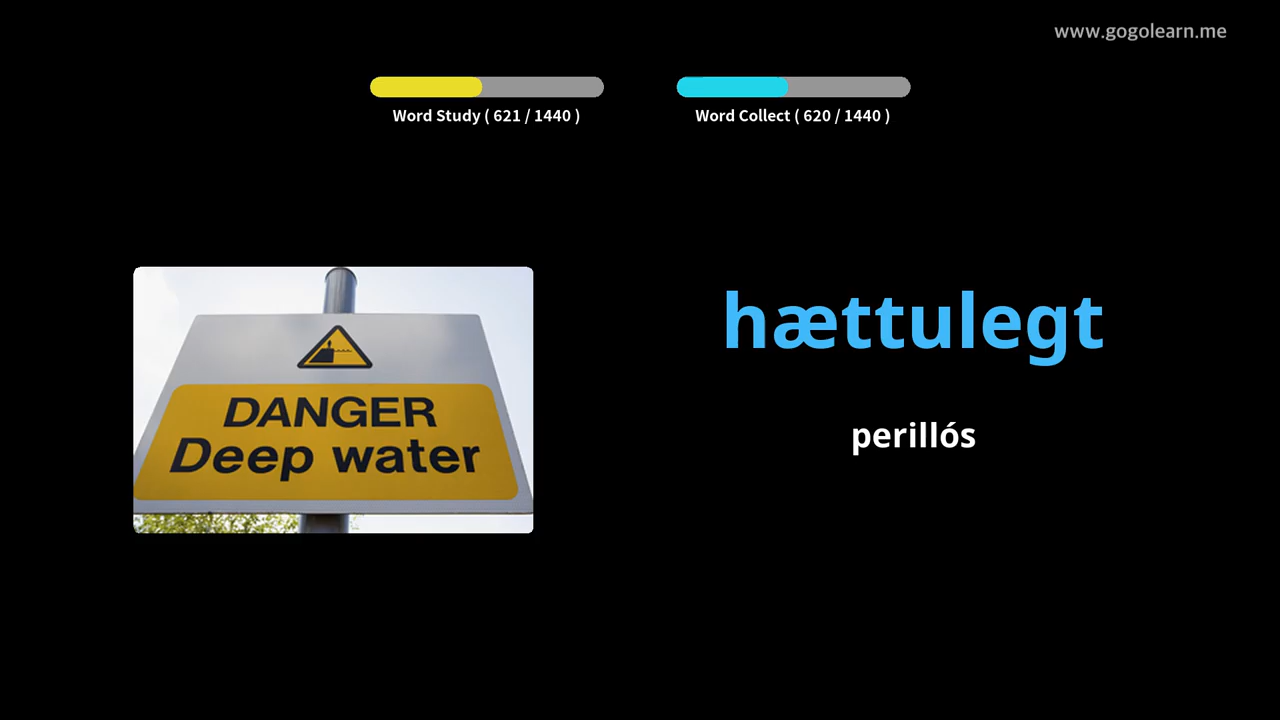 www.gogolearn.me
Word Study ( 621 / 1440 )
Word Collect ( 620 / 1440 )
DANGER
Deep water
hættulegt
perillós